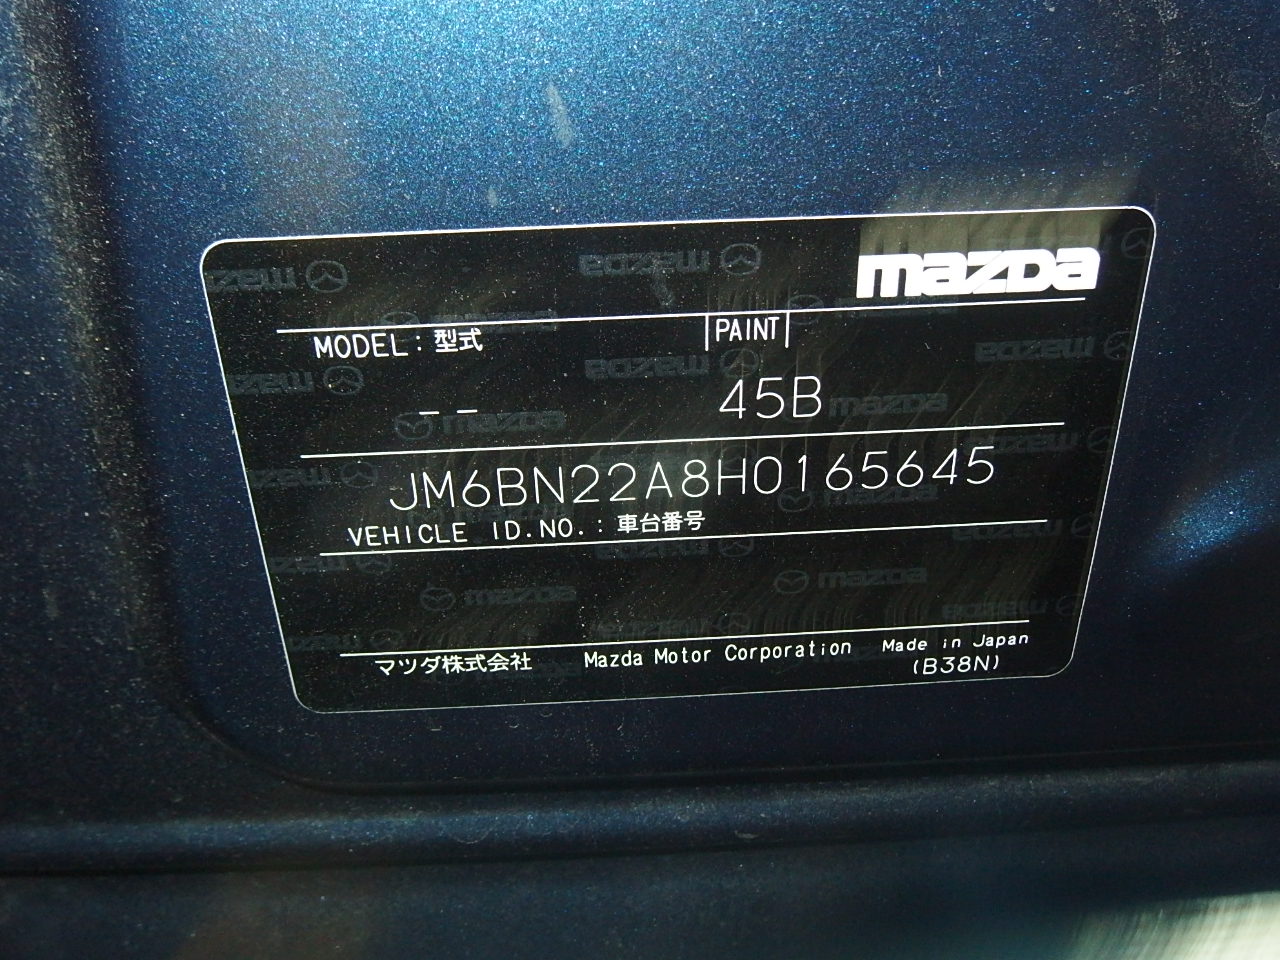 mazda
MODEL: 型式 PAINT
-- 45B
JM6BN22A8H0165645
VEHICLE ID.NO.: 車台番号
マツダ株式会社 Mazda Motor Corporation Made in Japan
(B38N)